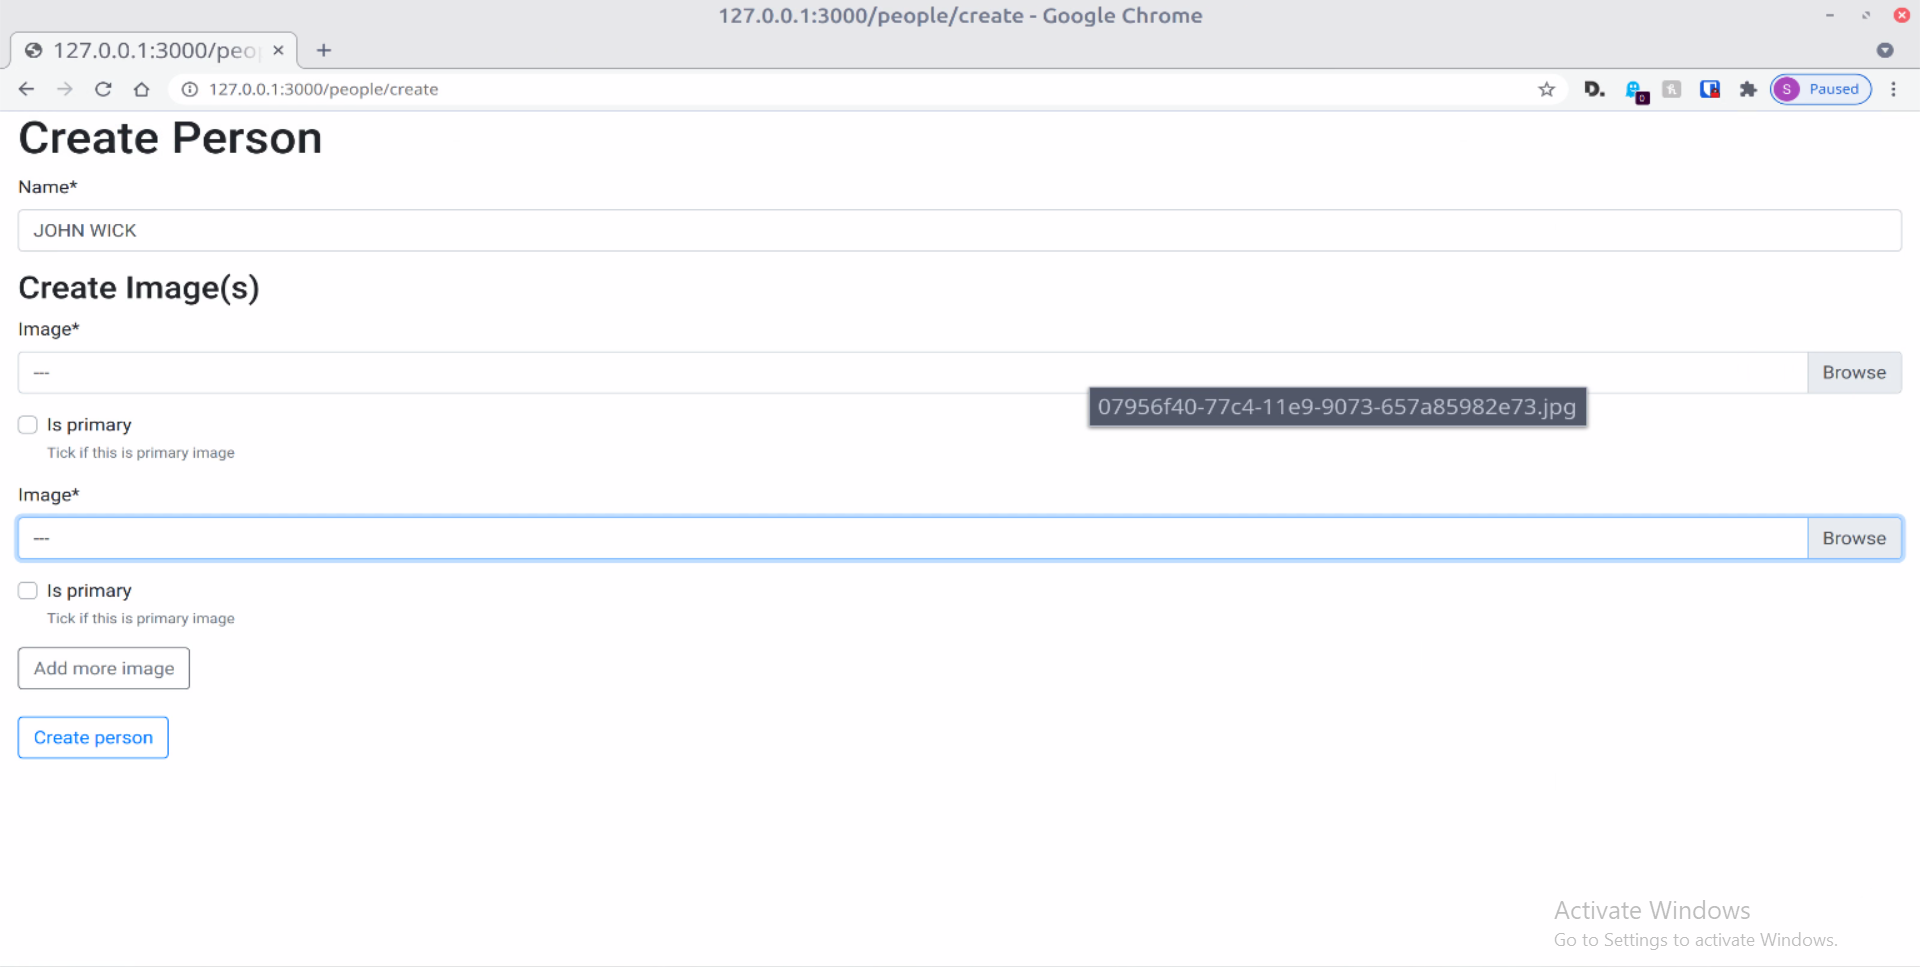 127.0.0.1:3000/people/create - Google Chrome
127.0.0.1:3000/peo
127.0.0.1:3000/people/create
D.
0
S
Paused
Create Person
Name*
JOHN WICK
Create Image(s)
Image*
---
Browse
07956f40-77c4-11e9-9073-657a85982e73.jpg
Is primary
Tick if this is primary image
Image*
---
Browse
Is primary
Tick if this is primary image
Add more image
Create person
Activate Windows
Go to Settings to activate Windows.